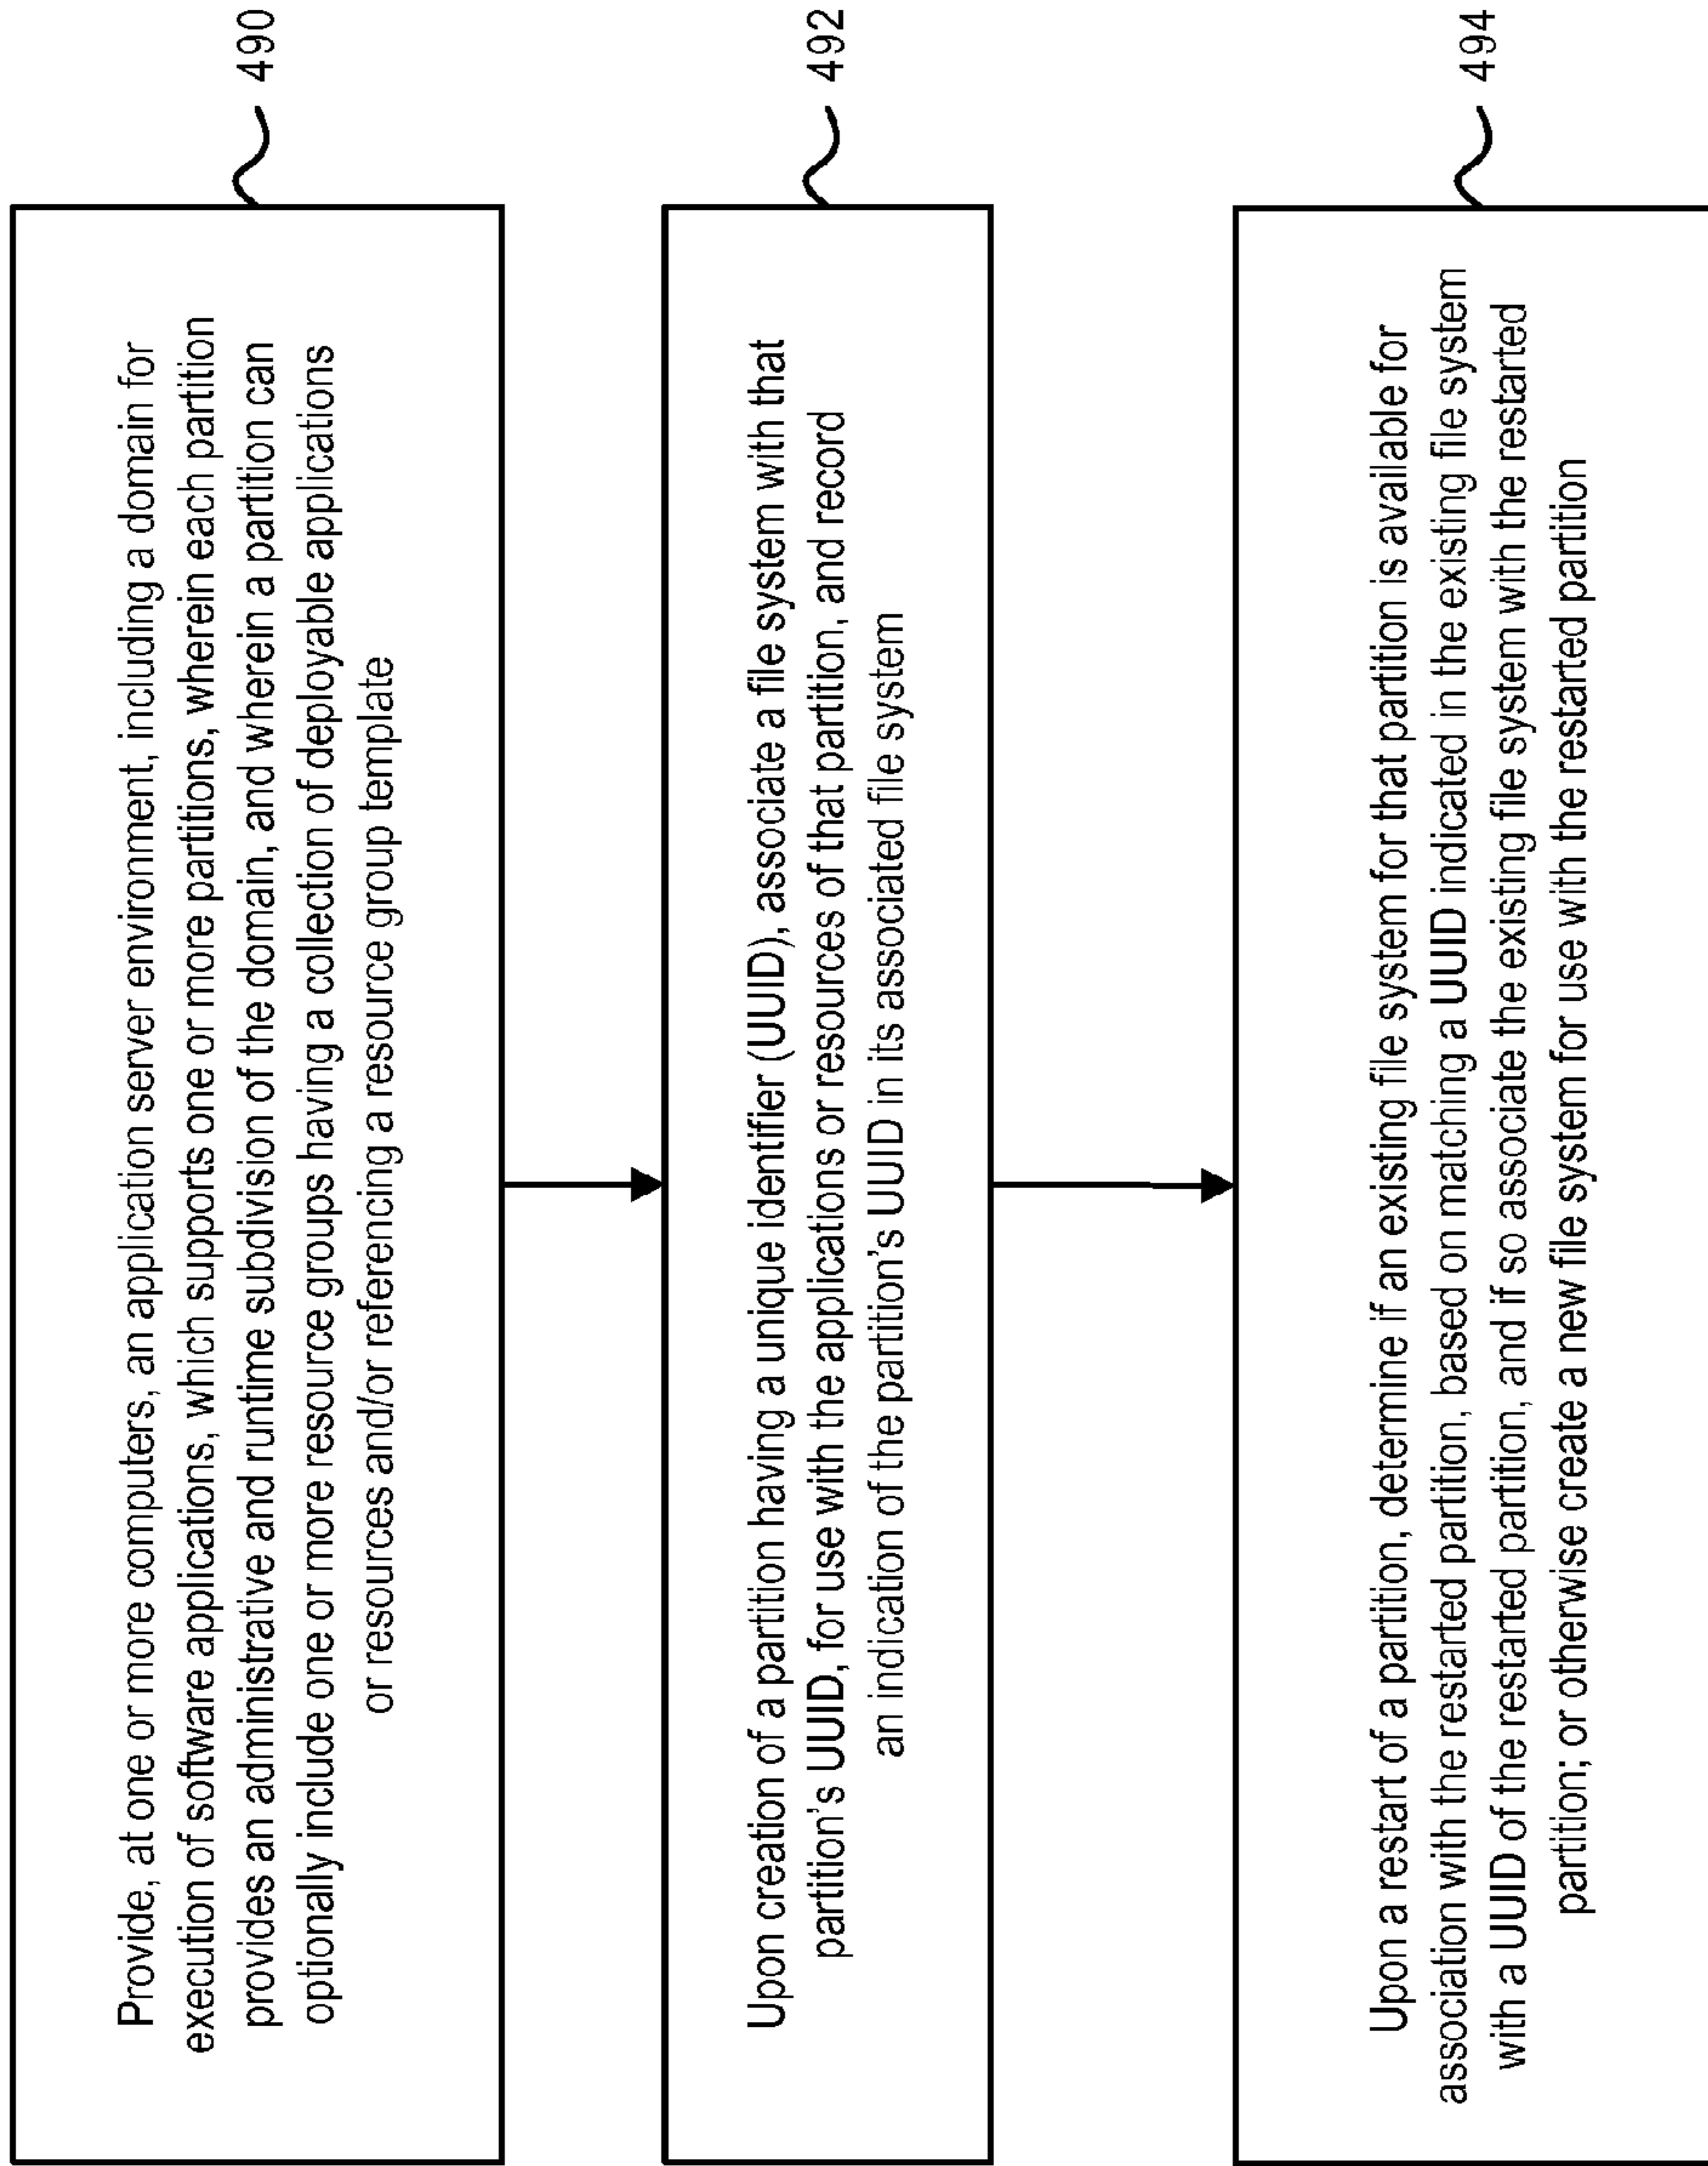 Provide, at one or more computers, an application server environment, including a domain for
execution of software applications, which supports one or more partitions, wherein each partition
provides an administrative and runtime subdivision of the domain, and wherein a partition can
optionally include one or more resource groups having a collection of deployable applications
or resources and/or referencing a resource group template
490
Upon creation of a partition having a unique identifier (UUID), associate a file system with that
partition's UUID, for use with the applications or resources of that partition, and record
an indication of the partition's UUID in its associated file system
492
Upon a restart of a partition, determine if an existing file system for that partition is available for
association with the restarted partition, based on matching a UUID indicated in the existing file system
with a UUID of the restarted partition, and if so associate the existing file system with the restarted
partition; or otherwise create a new file system for use with the restarted partition
494